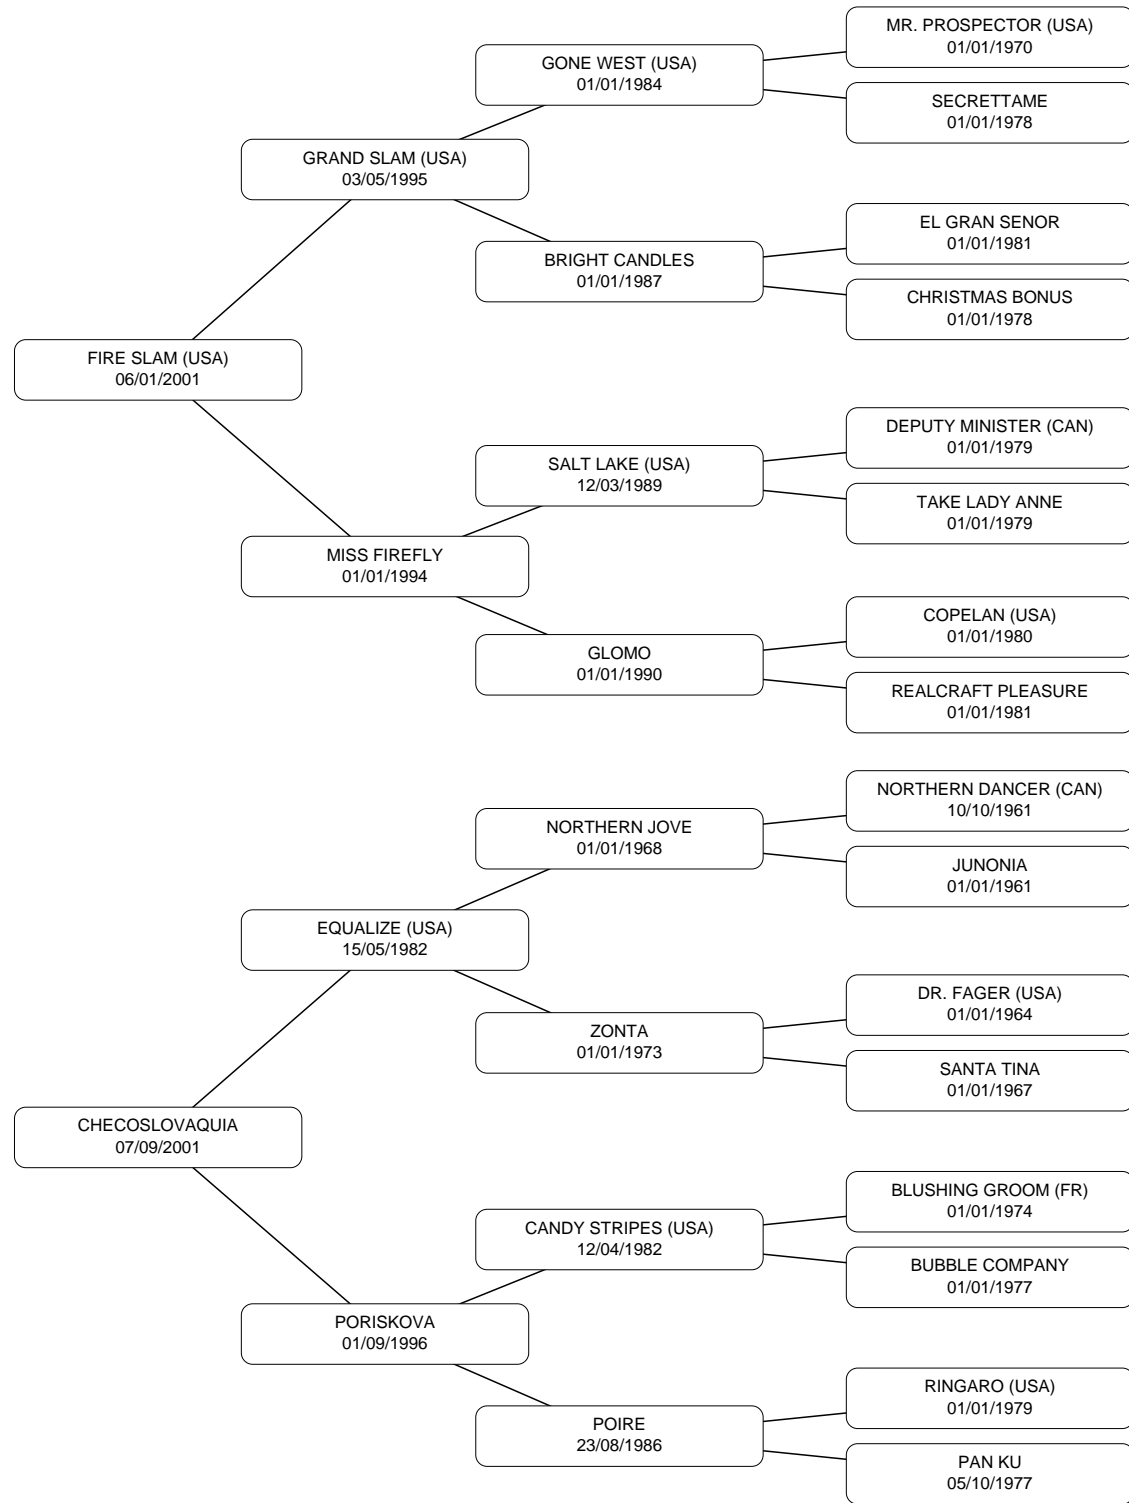 MR. PROSPECTOR (USA)
01/01/1970
GONE WEST (USA)
01/01/1984
SECRETTAME
01/01/1978
GRAND SLAM (USA)
03/05/1995
EL GRAN SENOR
01/01/1981
BRIGHT CANDLES
01/01/1987
CHRISTMAS BONUS
01/01/1978
FIRE SLAM (USA)
06/01/2001
DEPUTY MINISTER (CAN)
01/01/1979
SALT LAKE (USA)
12/03/1989
TAKE LADY ANNE
01/01/1979
MISS FIREFLY
01/01/1994
COPELAN (USA)
01/01/1980
GLOMO
01/01/1990
REALCRAFT PLEASURE
01/01/1981
NORTHERN DANCER (CAN)
10/10/1961
NORTHERN JOVE
01/01/1968
JUNONIA
01/01/1961
EQUALIZE (USA)
15/05/1982
DR. FAGER (USA)
01/01/1964
ZONTA
01/01/1973
SANTA TINA
01/01/1967
CHECOSLOVAQUIA
07/09/2001
BLUSHING GROOM (FR)
01/01/1974
CANDY STRIPES (USA)
12/04/1982
BUBBLE COMPANY
01/01/1977
PORISKOVA
01/09/1996
RINGARO (USA)
01/01/1979
POIRE
23/08/1986
PAN KU
05/10/1977